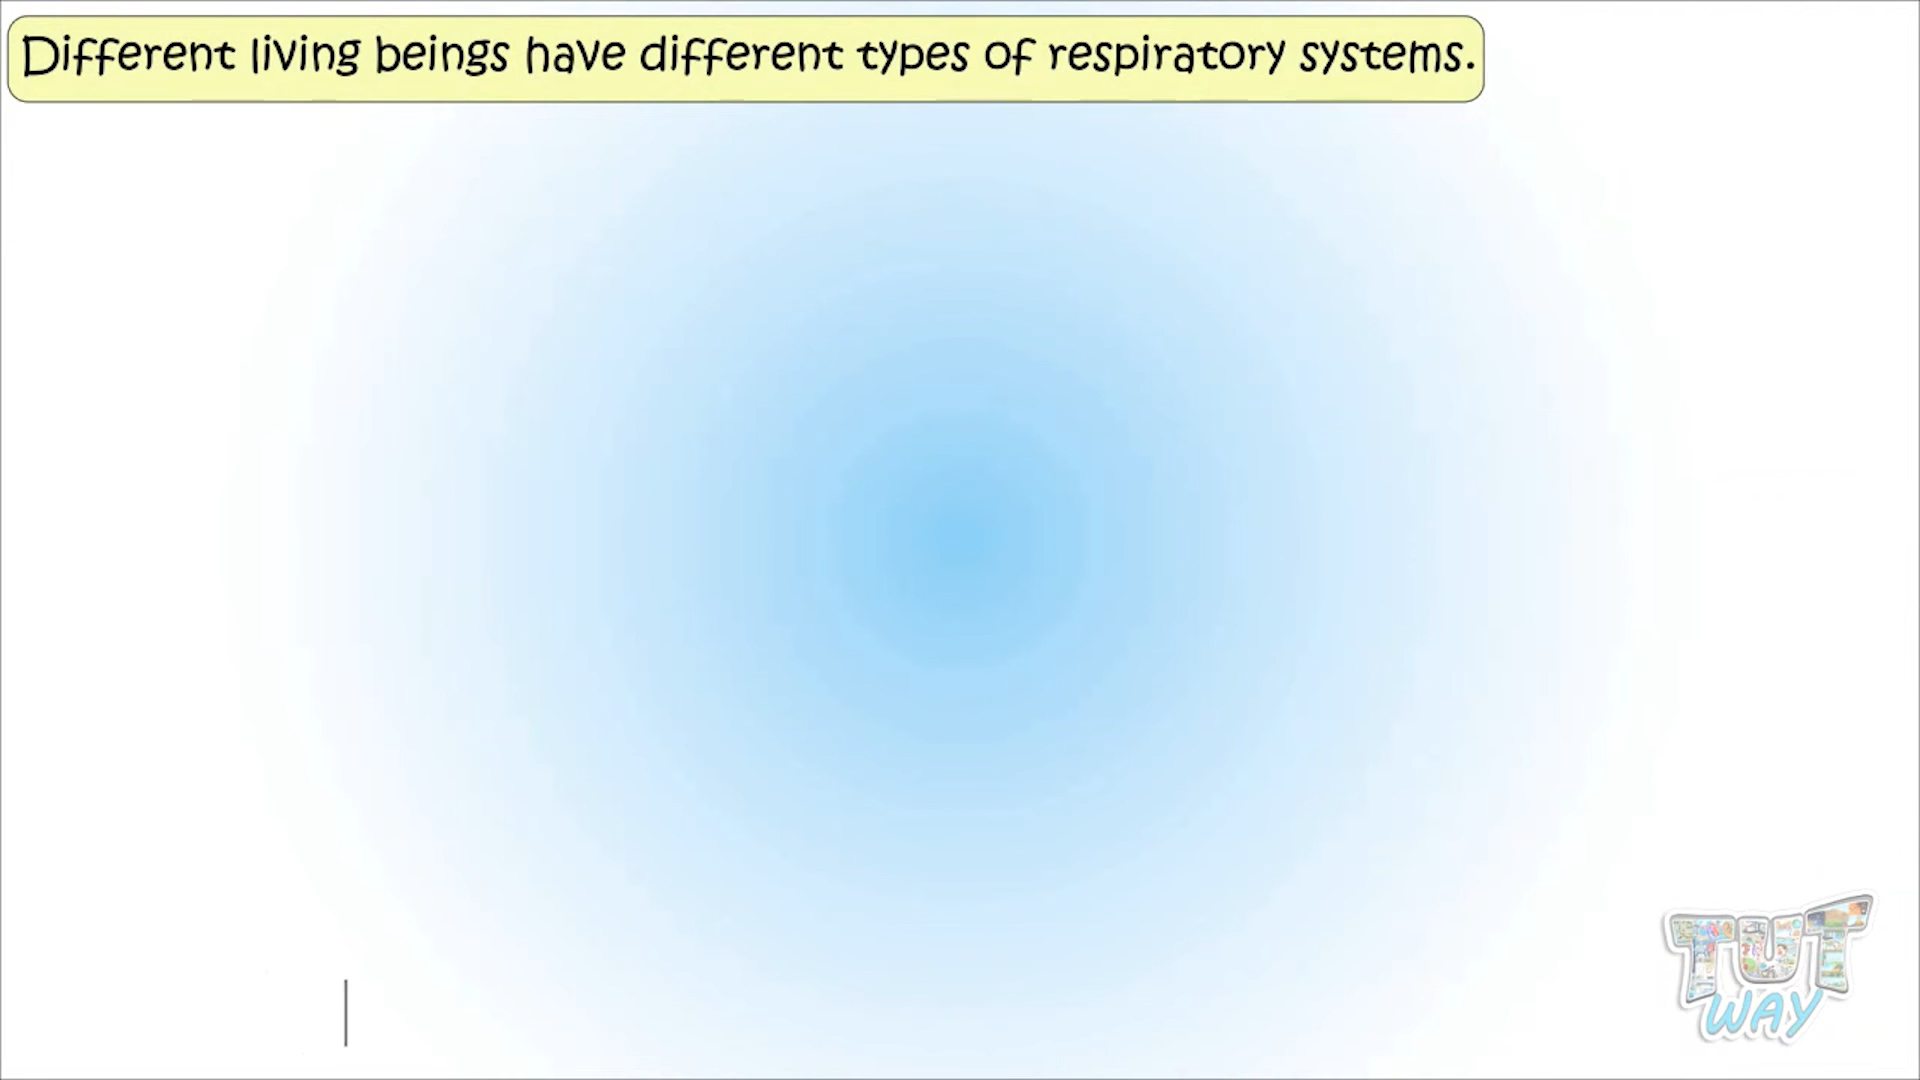 Different living beings have different types of respiratory systems.
TUT
WAY